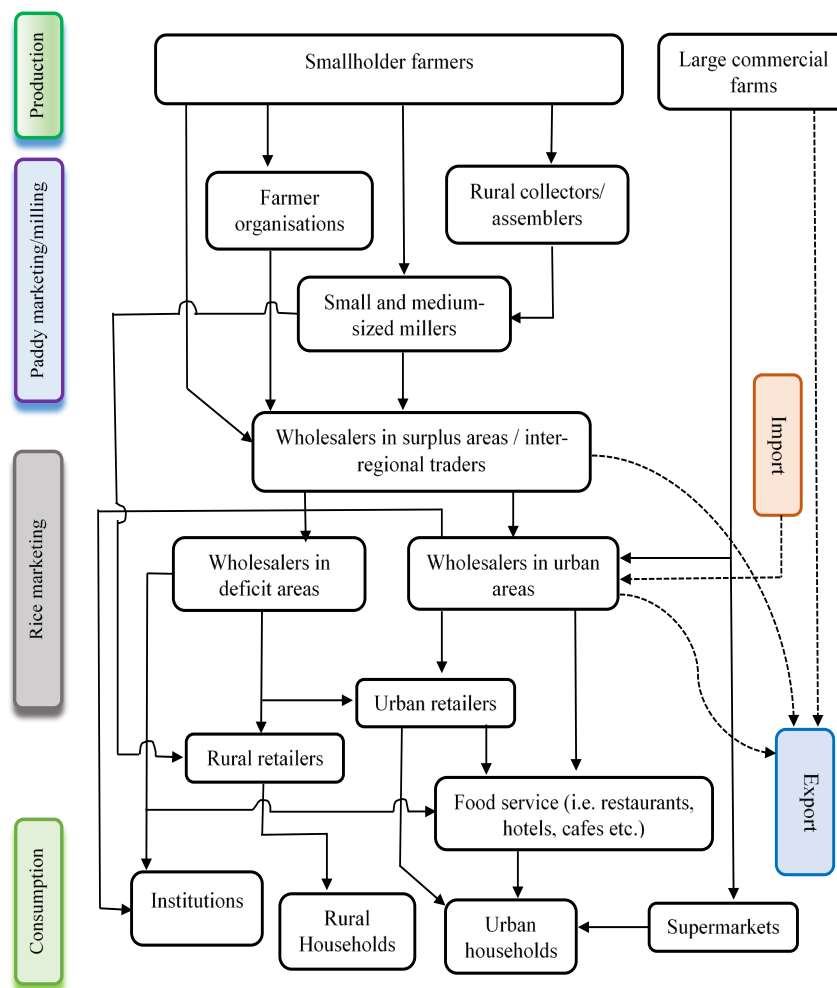 Production
Smallholder farmers
Large commercial
farms
Paddy marketing/milling
Farmer
organisations
Rural collectors/
assemblers
Small and medium-
sized millers
Import
Wholesalers in surplus areas / inter-
regional traders
Rice marketing
Wholesalers in
deficit areas
Wholesalers in urban
areas
Urban retailers
Rural retailers
Export
Food service (i.e. restaurants,
hotels, cafes etc.)
Consumption
Institutions
Rural
Households
Urban
households
Supermarkets